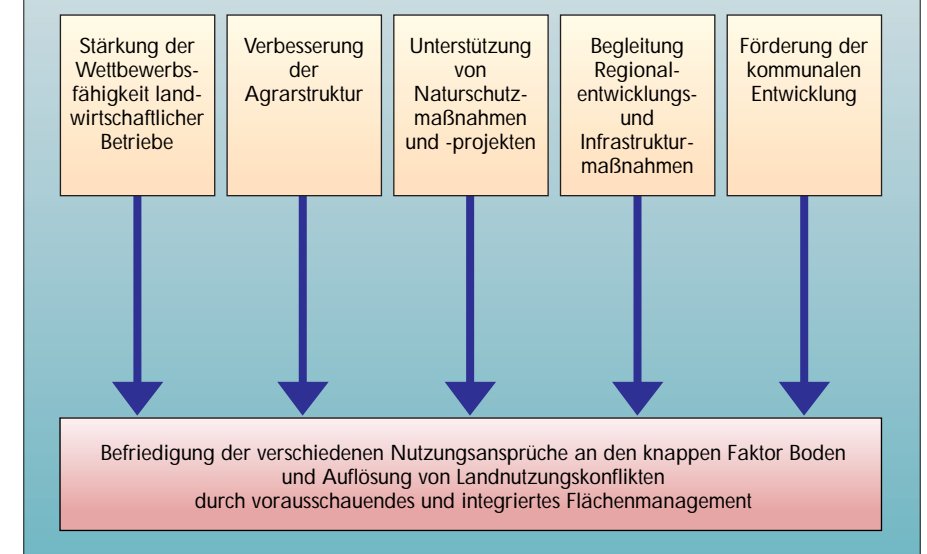 Stärkung der
Wettbewerbs-
fähigkeit land-
wirtschaftlicher
Betriebe
Verbesserung
der
Agrarstruktur
Unterstützung
von
Naturschutz-
maßnahmen
und -projekten
Begleitung
Regional-
entwicklungs-
und
Infrastruktur-
maßnahmen
Förderung der
kommunalen
Entwicklung
Befriedigung der verschiedenen Nutzungsansprüche an den knappen Faktor Boden
und Auflösung von Landnutzungskonflikten
durch vorausschauendes und integriertes Flächenmanagement